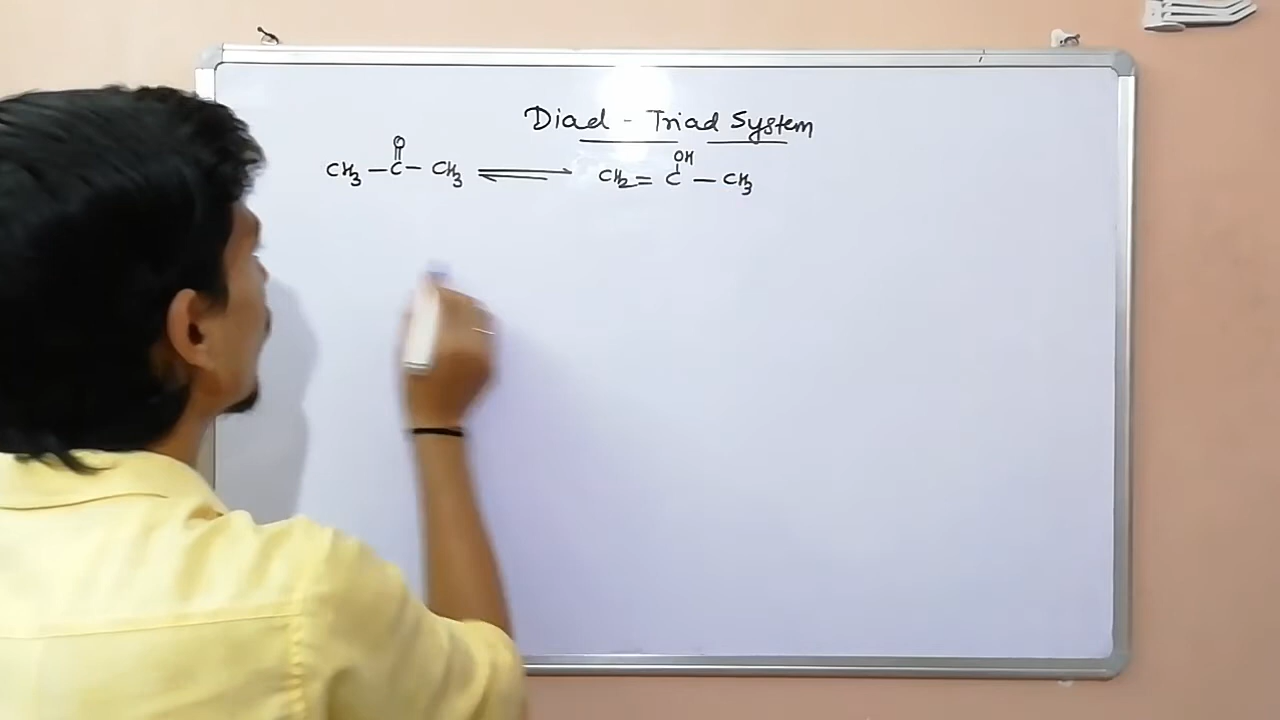 Diad - Triad System
O
CH3 — C — CH3 ⇌ CH2 = C — CH3
OH